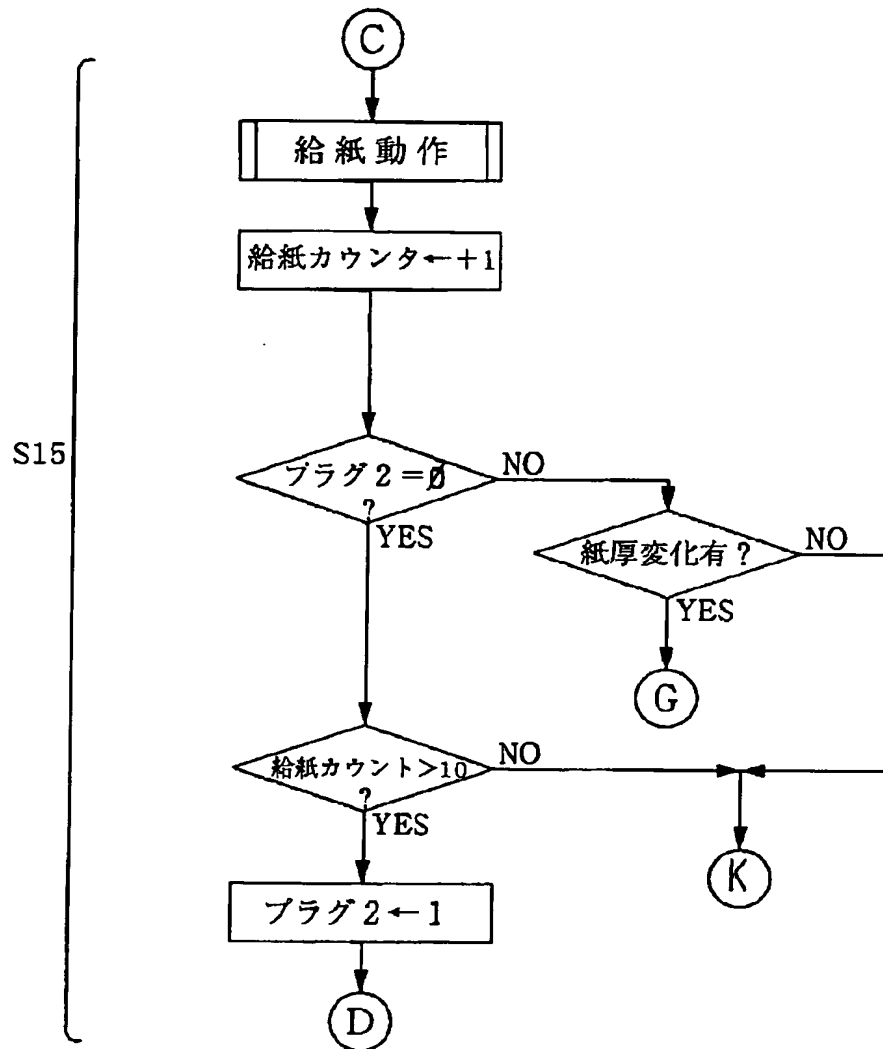 C
給紙動作
給紙カウンタ←+1
S15
プラグ2=0
?
NO
YES
紙厚変化有?
NO
YES
G
給紙カウント>10
?
NO
YES
K
プラグ2←1
D